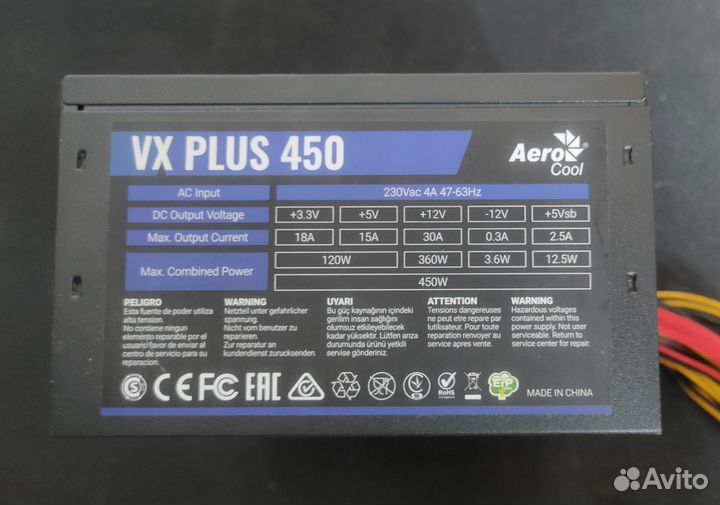 VX PLUS 450
Aero Cool ®
AC Input 230Vac 4A 47-63Hz
DC Output Voltage +3.3V +5V +12V -12V +5Vsb
Max. Output Current 18A 15A 30A 0.3A 2.5A
Max. Combined Power 120W 360W 3.6W 12.5W
450W
PELIGRO
Esta fuente de poder utiliza
alta tension.
No contiene ningun
elemento reparable por el
usuario favor de enviar al
centro de servicio para su
reparacion.
WARNING
Netzteil unter gefahrlicher
spannung.
Nicht vom benutzer zu
reparieren.
Zur reparatur an
kundendienst zurucksenden.
UYARI
Bu güç kaynağının içindeki
gerilim insan sağlığını
olumsuz etkileyebilecek
kadar yüksektir. Lütfen arıza
durumunda ürünü yetkili
servise gönderiniz.
ATTENTION
Tensions dangereuses
ne peut etre repare par
lutilisateur. Pour toute
reparation renvoyer au
service apres vente.
WARNING
Hazardous voltages
contained within this
power supply. Not user
serviceable. Return to
service center for repair.
S CE FC EAC RoHS ErP MADE IN CHINA
Avito